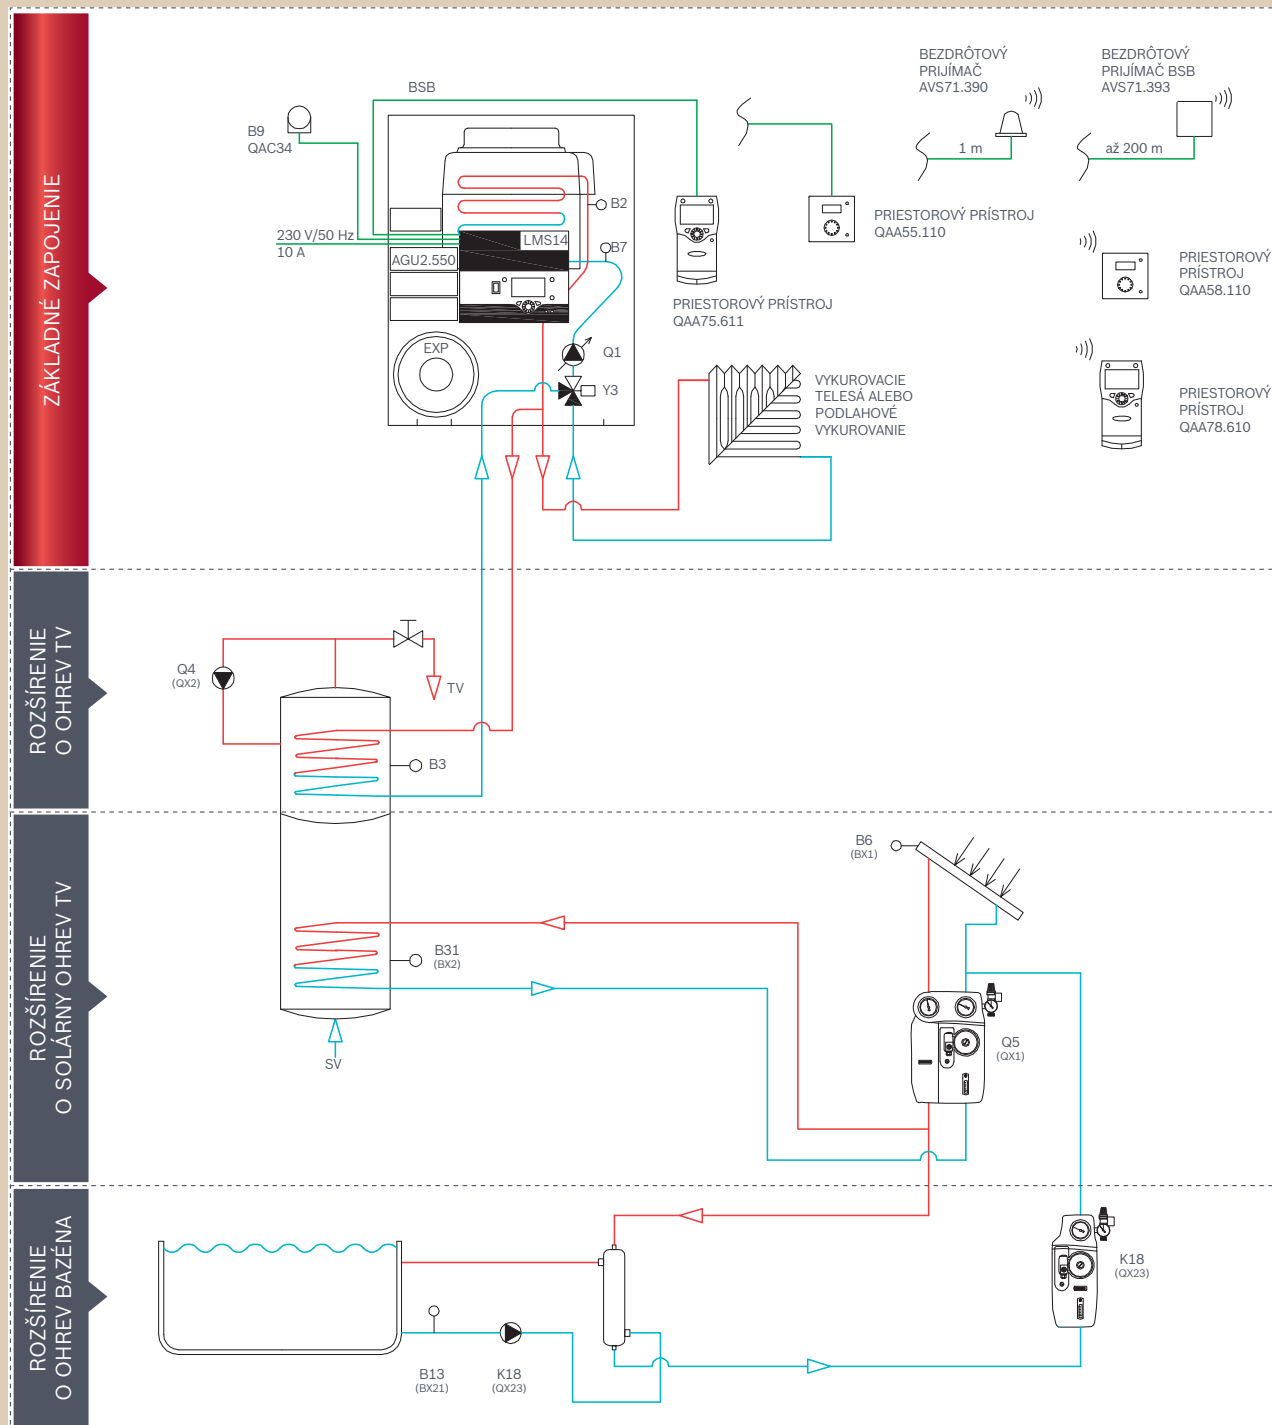 ZÁKLADNÉ ZAPOJENIE
BSB
B9
QAC34
230 V/50 Hz
10 A
AGU2.550
LMS14
B2
B7
EXP
Q1
Y3
PRIESTOROVÝ PRÍSTROJ
QAA75.611
PRIESTOROVÝ PRÍSTROJ
QAA55.110
BEZDRÔTOVÝ
PRIJÍMAČ
AVS71.390
1 m
BEZDRÔTOVÝ
PRIJÍMAČ BSB
AVS71.393
až 200 m
PRIESTOROVÝ
PRÍSTROJ
QAA58.110
PRIESTOROVÝ
PRÍSTROJ
QAA78.610
VYKUROVACIE
TELESÁ ALEBO
PODLAHOVÉ
VYKUROVANIE
ROZŠÍRENIE
O OHREV TV
Q4
(QX2)
TV
B3
ROZŠÍRENIE
O SOLÁRNY OHREV TV
B31
(BX2)
SV
B6
(BX1)
Q5
(QX1)
ROZŠÍRENIE
O OHREV BAZÉNA
B13
(BX21)
K18
(QX23)
K18
(QX23)